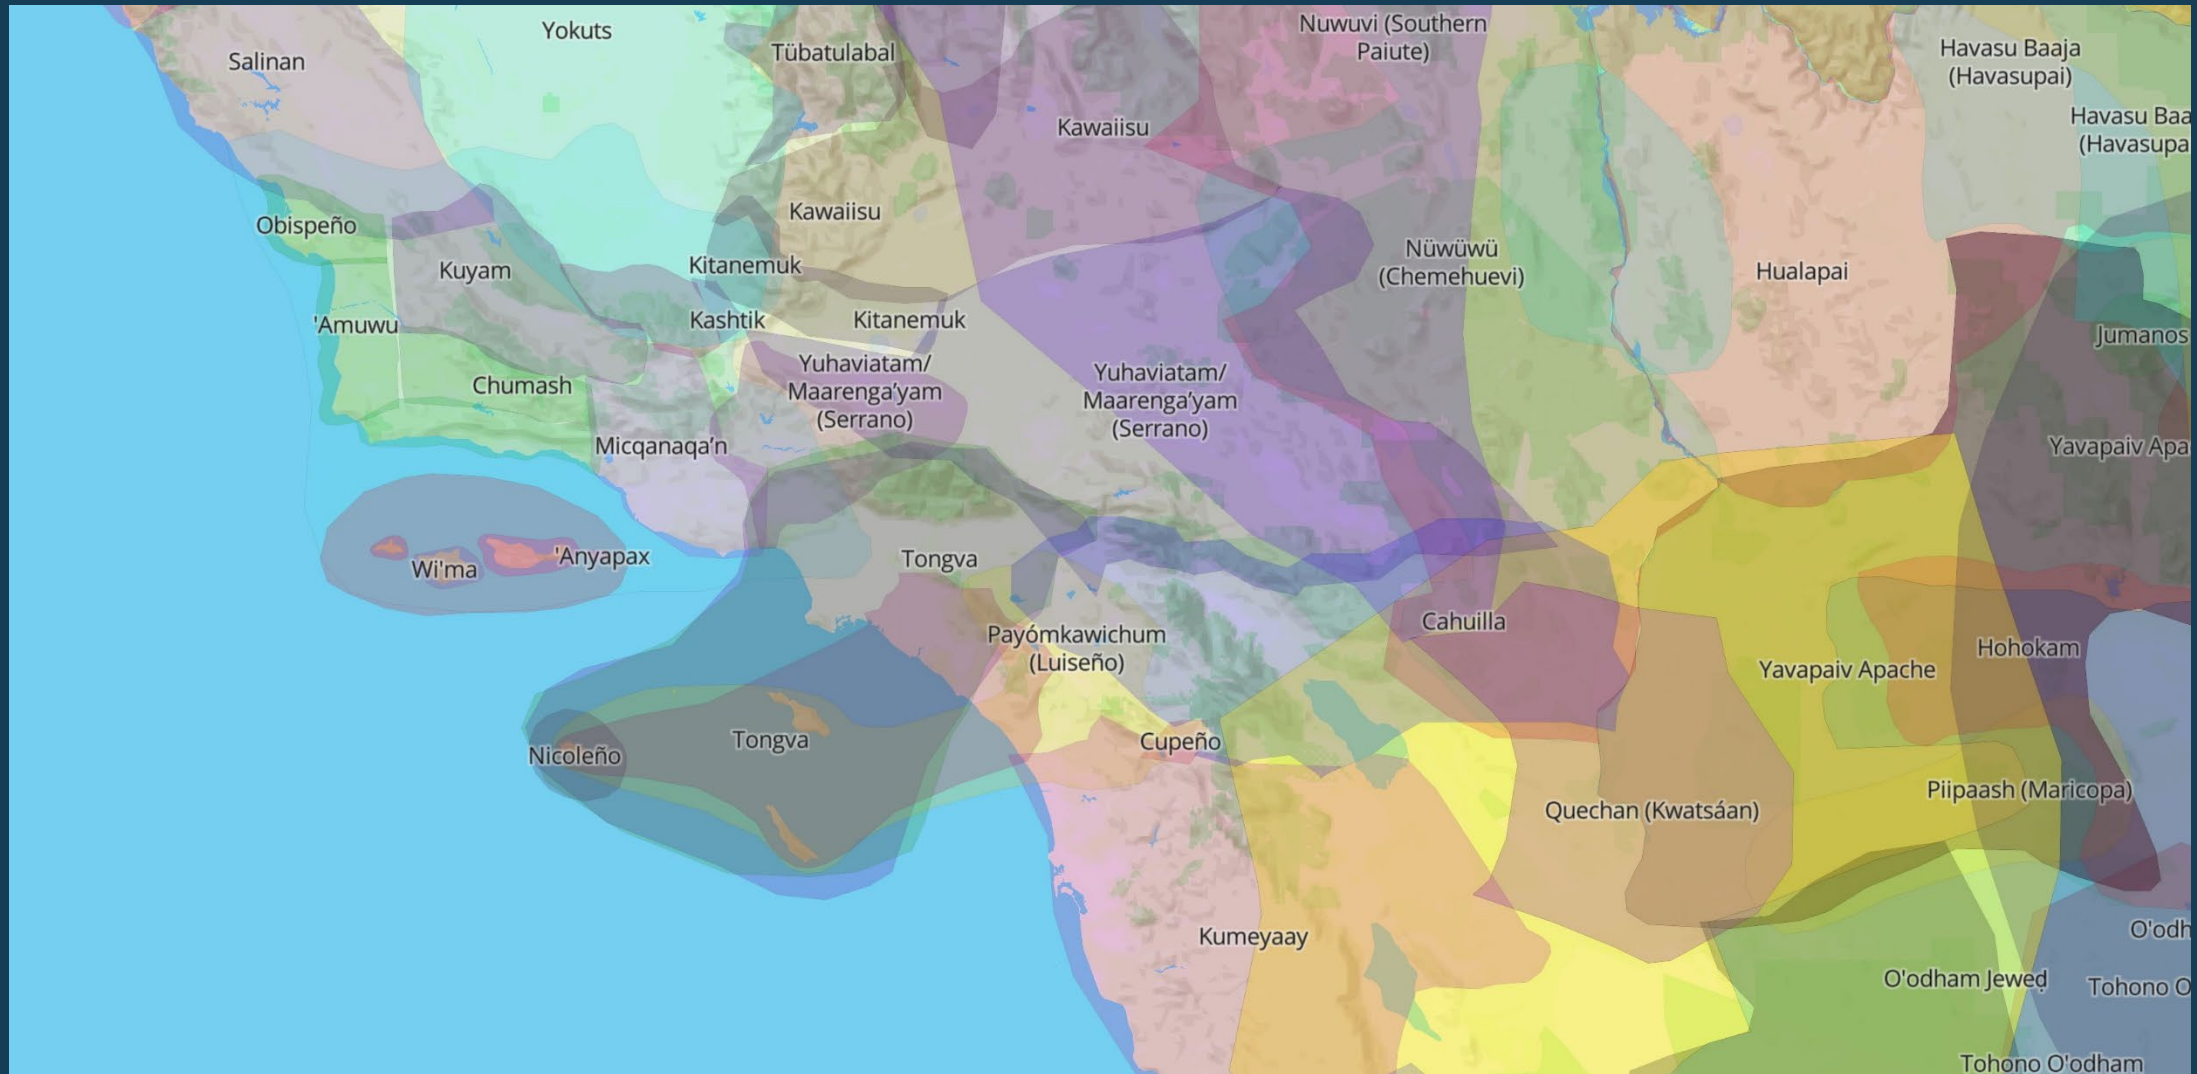 Yokuts
Salinan
Tübatulabal
Nuwuvi (Southern
Paiute)
Havasu Baaja
(Havasupai)
Havasu Baa
(Havasupa
Kawaiisu
Obispeño
Kawaiisu
Kuyam
Kitanemuk
Nüwüwü
(Chemehuevi)
Hualapai
'Amuwu
Kashtik
Kitanemuk
Jumanos
Chumash
Yuhaviatam/
Maarenga’yam
(Serrano)
Yuhaviatam/
Maarenga’yam
(Serrano)
Micqanaqa’n
Yavapaiv Apa
Wi'ma
'Anyapax
Tongva
Payómkawichum
(Luiseño)
Cahuilla
Hohokam
Yavapaiv Apache
Nicoleño
Tongva
Cupeño
Quechan (Kwatsáan)
Piipaash (Maricopa)
Kumeyaay
O'odh
O'odham Jeweḍ
Tohono O
Tohono O'odham